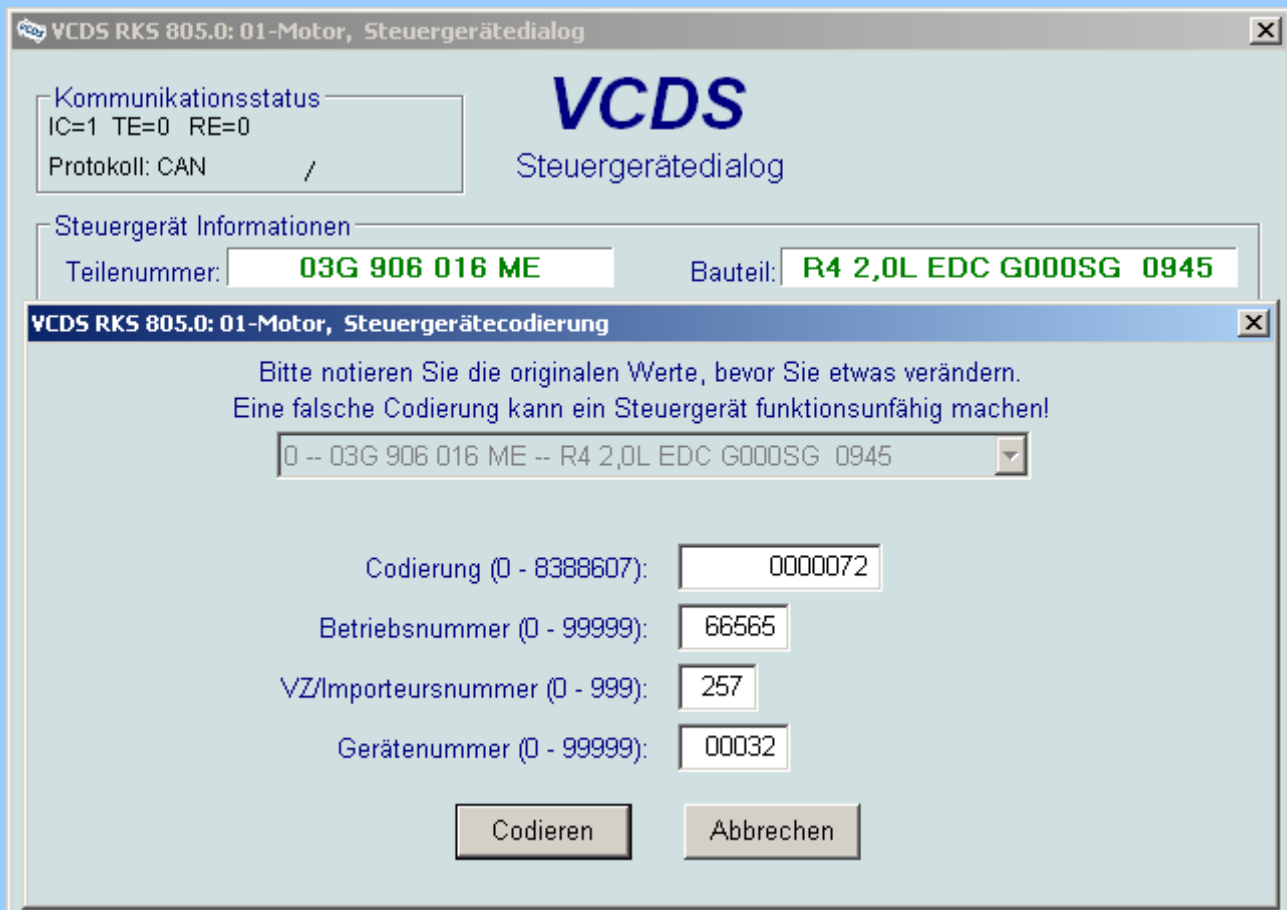 VCDS RKS 805.0: 01-Motor, Steuergerätedialog
Kommunikationsstatus
IC=1 TE=0 RE=0
Protokoll: CAN /
VCDS
Steuergerätedialog
Steuergerät Informationen
Teilenummer: 03G 906 016 ME Bauteil: R4 2,0L EDC G000SG 0945
VCDS RKS 805.0: 01-Motor, Steuergerätecodierung
Bitte notieren Sie die originalen Werte, bevor Sie etwas verändern.
Eine falsche Codierung kann ein Steuergerät funktionsunfähig machen!
0 -- 03G 906 016 ME -- R4 2,0L EDC G000SG 0945
Codierung (0 - 8388607): 0000072
Betriebsnummer (0 - 99999): 66565
VZ/Importeursnummer (0 - 999): 257
Gerätenummer (0 - 99999): 00032
Codieren Abbrechen